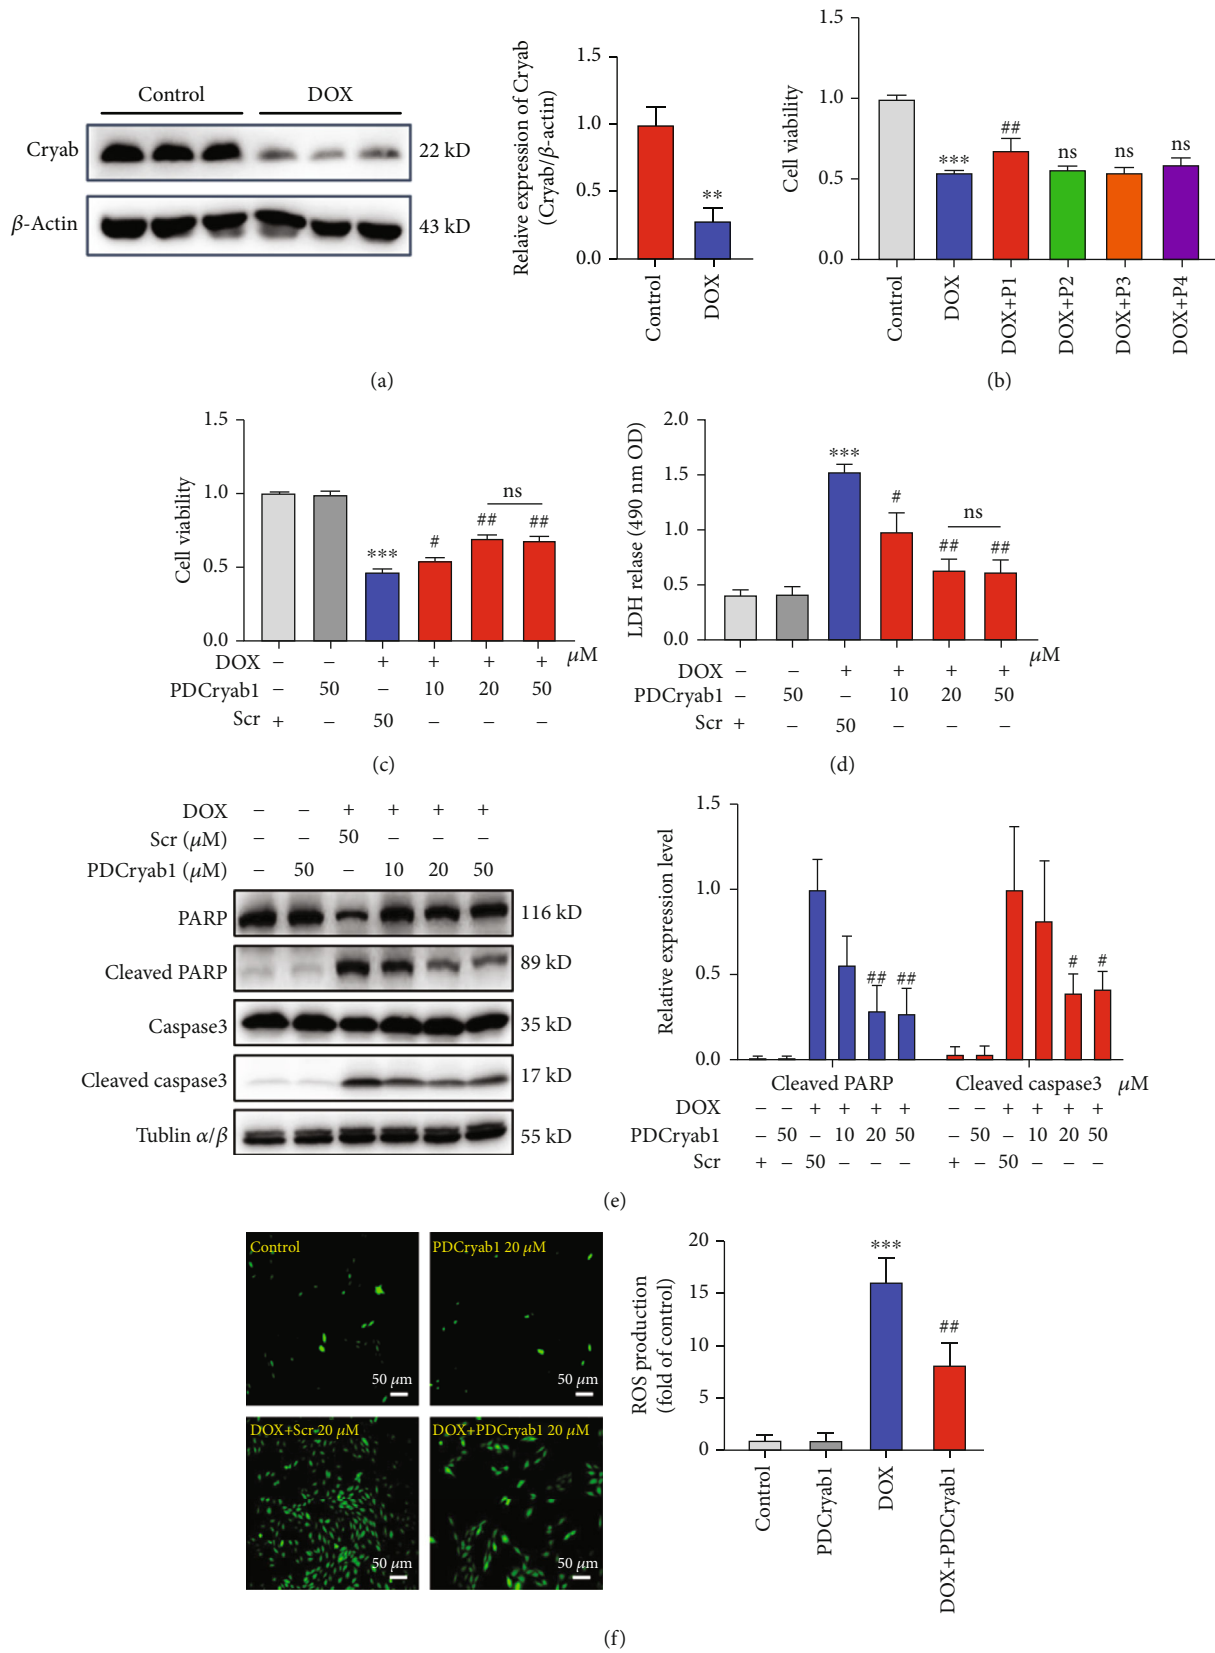 Control DOX
Cryab 22 kD
β-Actin 43 kD
Relaive expression of Cryab
(Cryab/β-actin)
1.5
1.0
0.5
0.0
**
Control
DOX
(a)
Cell viability
1.5
1.0
0.5
0.0
***
##
ns
ns
ns
Control
DOX
DOX+P1
DOX+P2
DOX+P3
DOX+P4
(b)
Cell viability
1.5
1.0
0.5
0.0
***
#
##
##
ns
μM
DOX – – + + + +
PDCryab1 – 50 – 10 20 50
Scr + – 50 – – –
(c)
LDH relase (490 nm OD)
2.0
1.5
1.0
0.5
0.0
***
#
##
##
ns
μM
DOX – – + + + +
PDCryab1 – 50 – 10 20 50
Scr + – 50 – – –
(d)
DOX – – + + + +
Scr (μM) – – 50 – – –
PDCryab1 (μM) – 50 – 10 20 50
PARP 116 kD
Cleaved PARP 89 kD
Caspase3 35 kD
Cleaved caspase3 17 kD
Tublin α/β 55 kD
Relative expression level
1.5
1.0
0.5
0.0
## ##
# #
Cleaved PARP Cleaved caspase3 μM
DOX – – + + + + – – + + + +
PDCryab1 – 50 – 10 20 50 – 50 – 10 20 50
Scr + – 50 – – – + – 50 – – –
(e)
Control
50 μm
PDCryab1 20 μM
50 μm
DOX+Scr 20 μM
50 μm
DOX+PDCryab1 20 μM
50 μm
ROS production
(fold of control)
20
15
10
5
0
***
##
Control
PDCryab1
DOX
DOX+PDCryab1
(f)